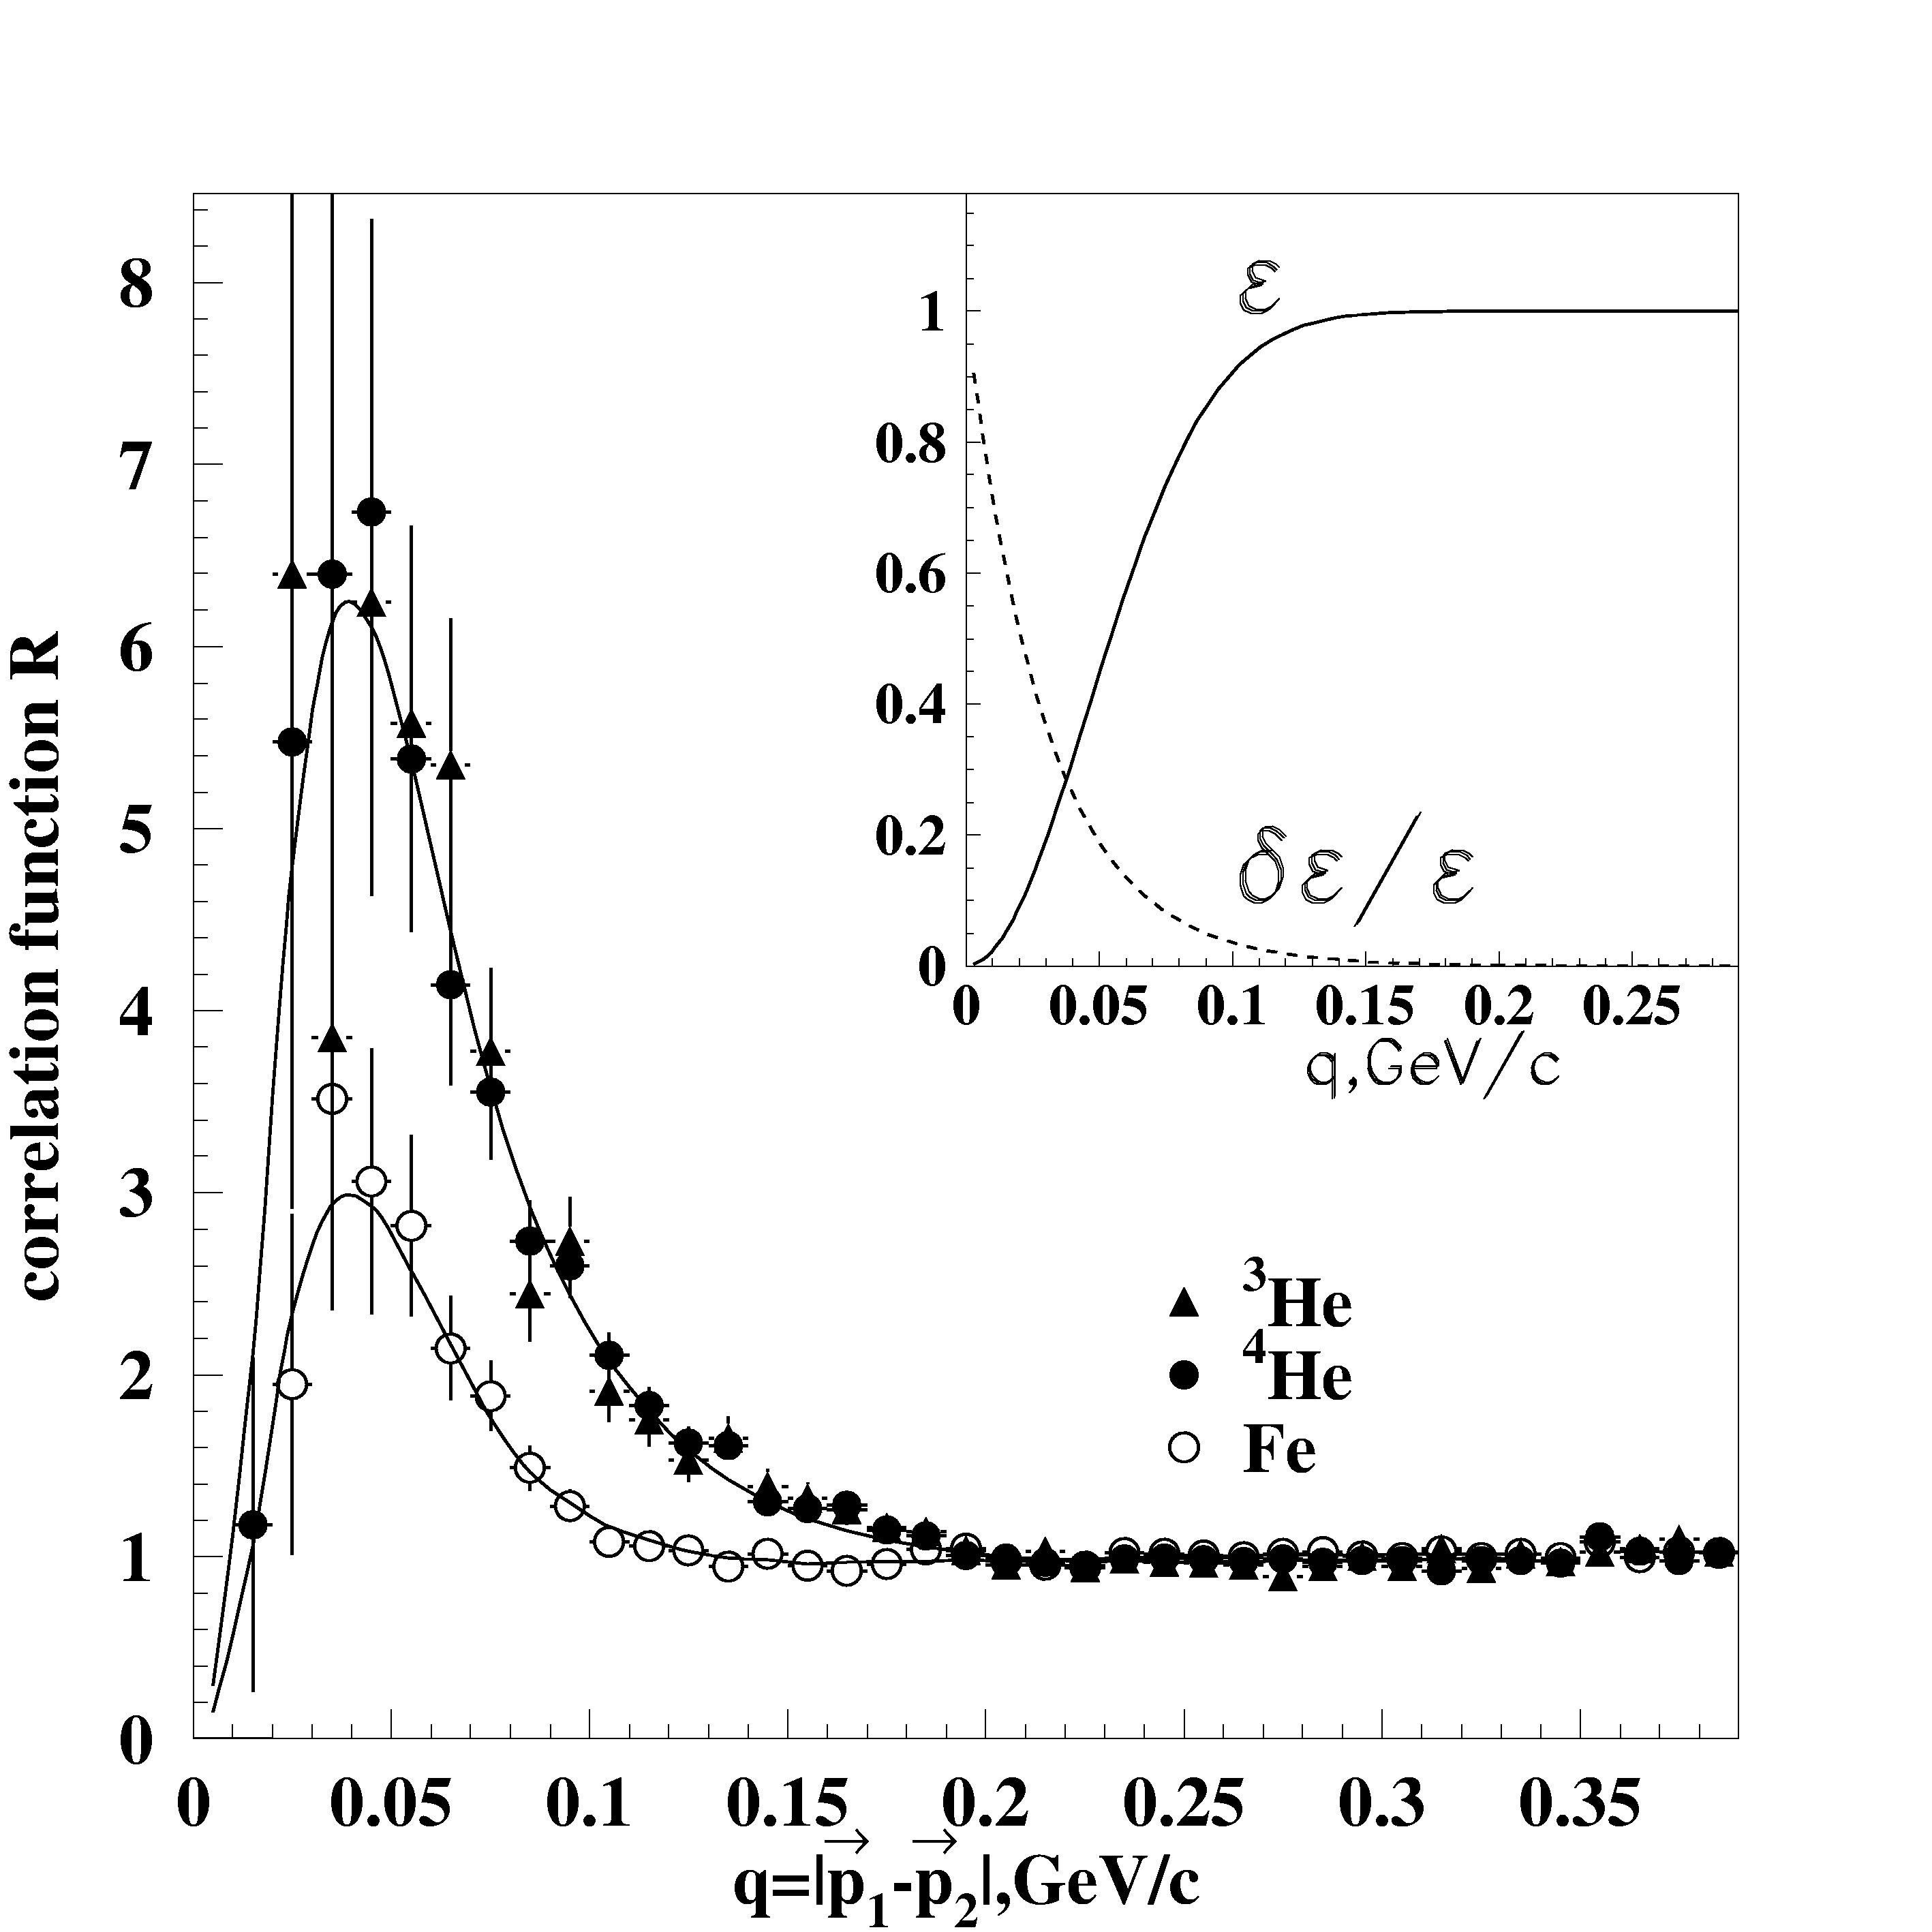 correlation function R
8
7
6
5
4
3
2
1
0
0 0.05 0.1 0.15 0.2 0.25 0.3 0.35
q=|p₁-p₂|,GeV/c
1
0.8
0.6
0.4
0.2
0
0 0.05 0.1 0.15 0.2 0.25
q,GeV/c
ε
δε/ε
³He
⁴He
Fe